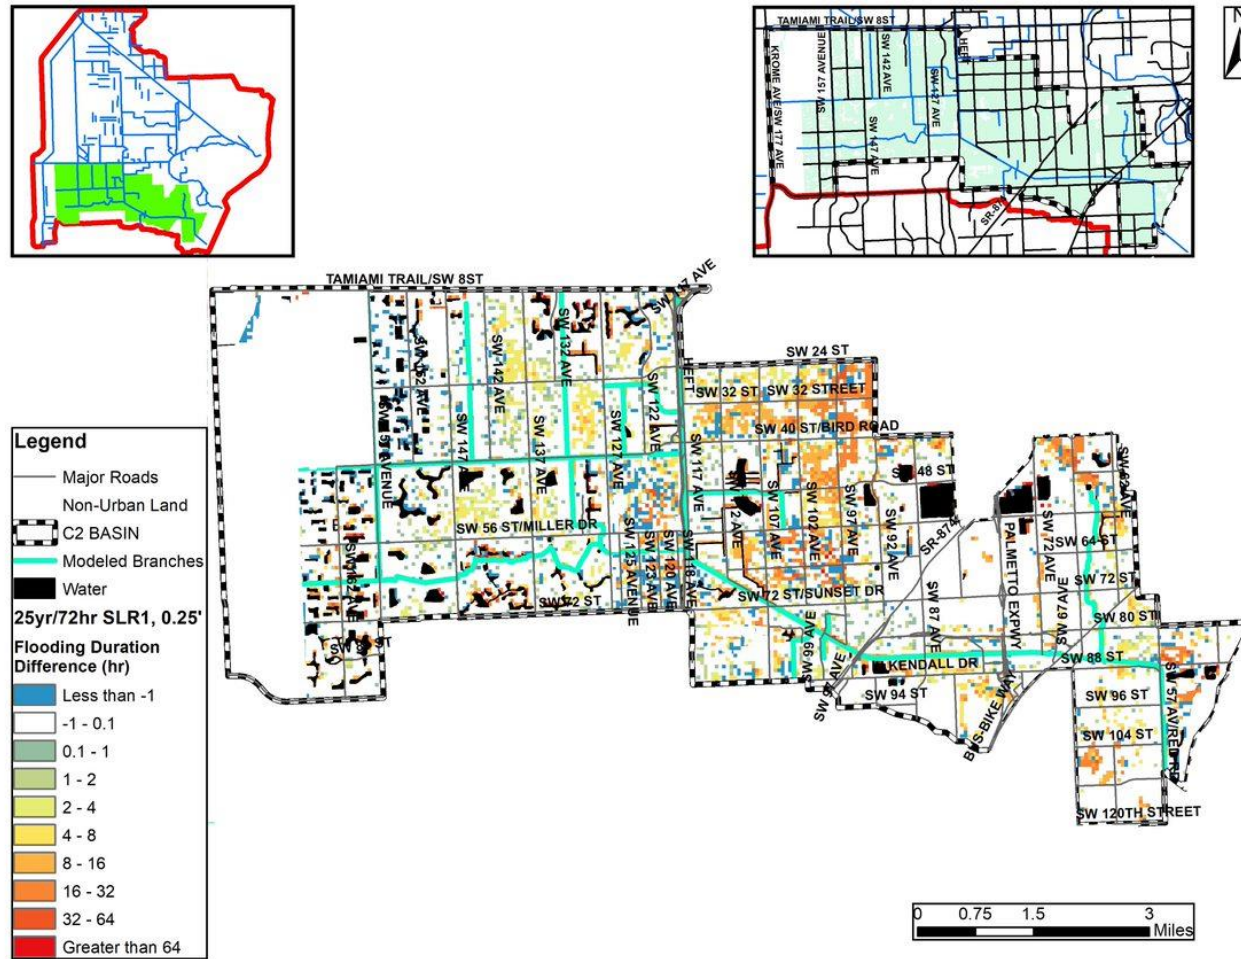 TAMIAMI TRAIL/SW 8ST
HEFT
KROME AVE/SW 177 AVE
SW 157 AVENUE
SW 142 AVE
SW 127 AVE
SW 147 AVE
SR-874
N
TAMIAMI TRAIL/SW 8ST
SW 132 AVE
SW 142 AVE
SW 122 AVE
HEFT
SW 24 ST
SW 32 ST
SW 32 STREET
SW 40 ST/BIRD ROAD
SW 147 AVE
SW 137 AVE
SW 127 AVE
SW 117 AVE
48 ST
SW 56 ST/MILLER DR
SW 107 AVE
SW 102 AVE
SW 97 AVE
SW 92 AVE
SR-874
PALMETTO EXPWY
SW 72 AVE
SW 64 ST
SW 125 AVENUE
SW 123 AVE
SW 120 AVE
SW 118 AVE
SW 72 ST
SW 72 ST/SUNSET DR
SW 87 AVE
SW 67 AVE
SW 72 ST
SW 80 ST
SW 99 AVE
KENDALL DR
SW 88 ST
SW 94 ST
SW 96 ST
SW 57 AV/RED RD
SW 104 ST
SW 120TH STREET
Legend
Major Roads
Non-Urban Land
C2 BASIN
Modeled Branches
Water
25yr/72hr SLR1, 0.25'
Flooding Duration
Difference (hr)
Less than -1
-1 - 0.1
0.1 - 1
1 - 2
2 - 4
4 - 8
8 - 16
16 - 32
32 - 64
Greater than 64
0 0.75 1.5 3
Miles